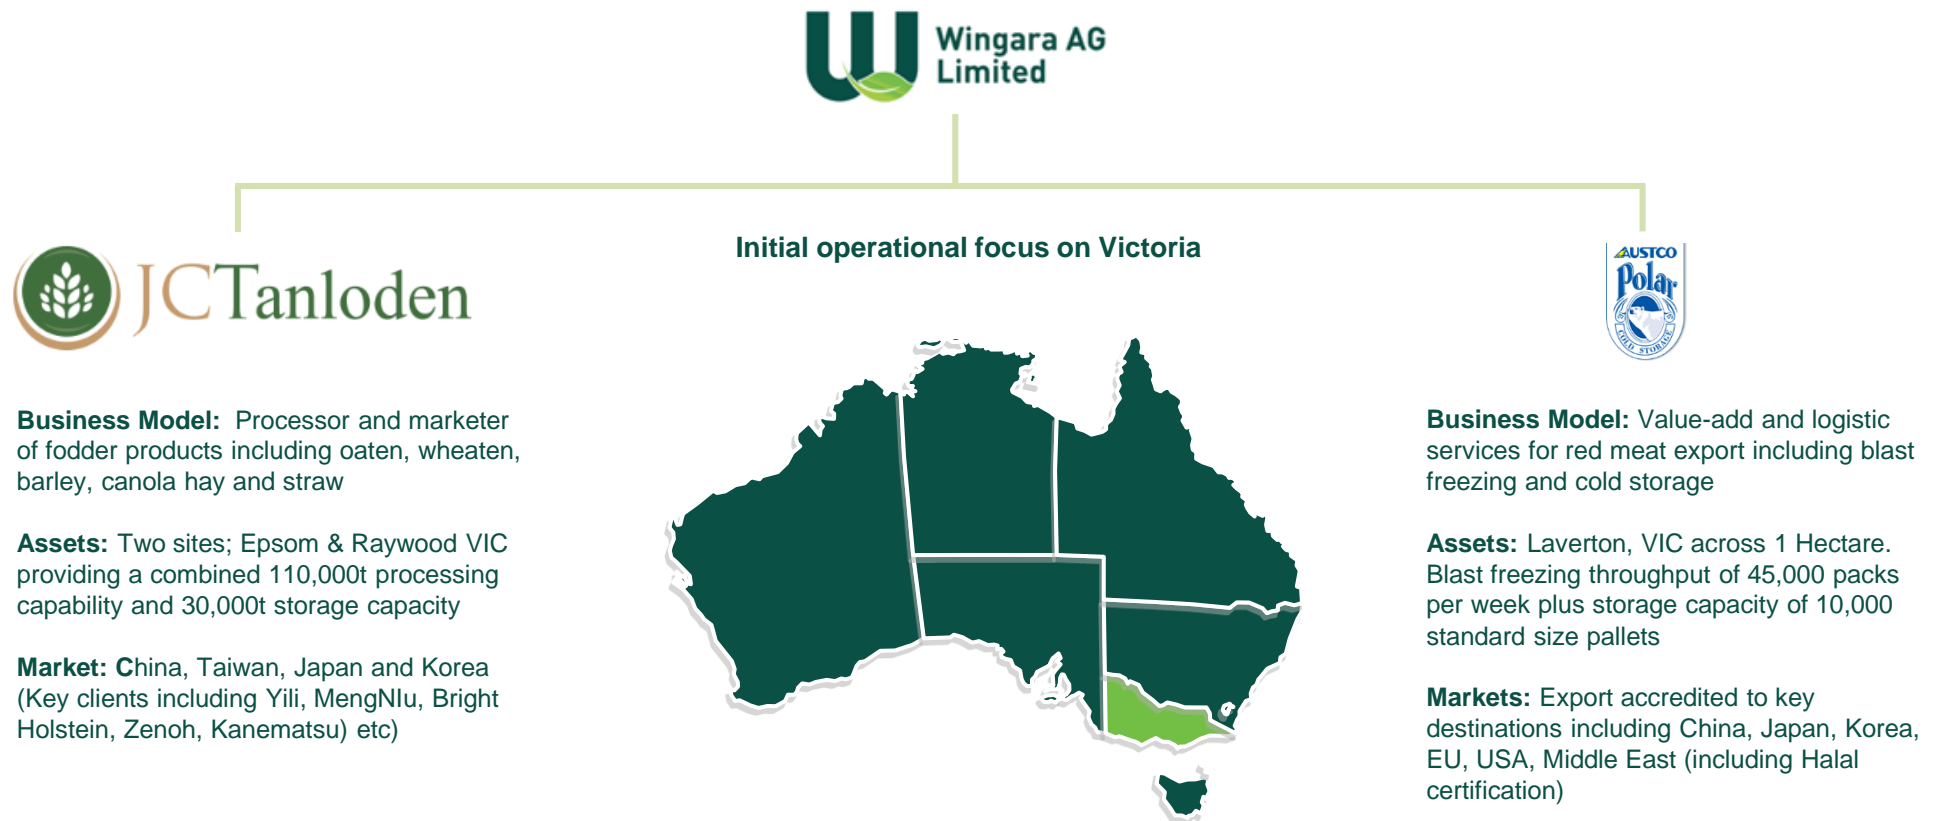 Wingara AG
Limited
Initial operational focus on Victoria
JCTanloden
Business Model: Processor and marketer
of fodder products including oaten, wheaten,
barley, canola hay and straw
Assets: Two sites; Epsom & Raywood VIC
providing a combined 110,000t processing
capability and 30,000t storage capacity
Market: China, Taiwan, Japan and Korea
(Key clients including Yili, MengNIu, Bright
Holstein, Zenoh, Kanematsu) etc)
AUSTCO
Polar
COLD STORAGE
Business Model: Value-add and logistic
services for red meat export including blast
freezing and cold storage
Assets: Laverton, VIC across 1 Hectare.
Blast freezing throughput of 45,000 packs
per week plus storage capacity of 10,000
standard size pallets
Markets: Export accredited to key
destinations including China, Japan, Korea,
EU, USA, Middle East (including Halal
certification)